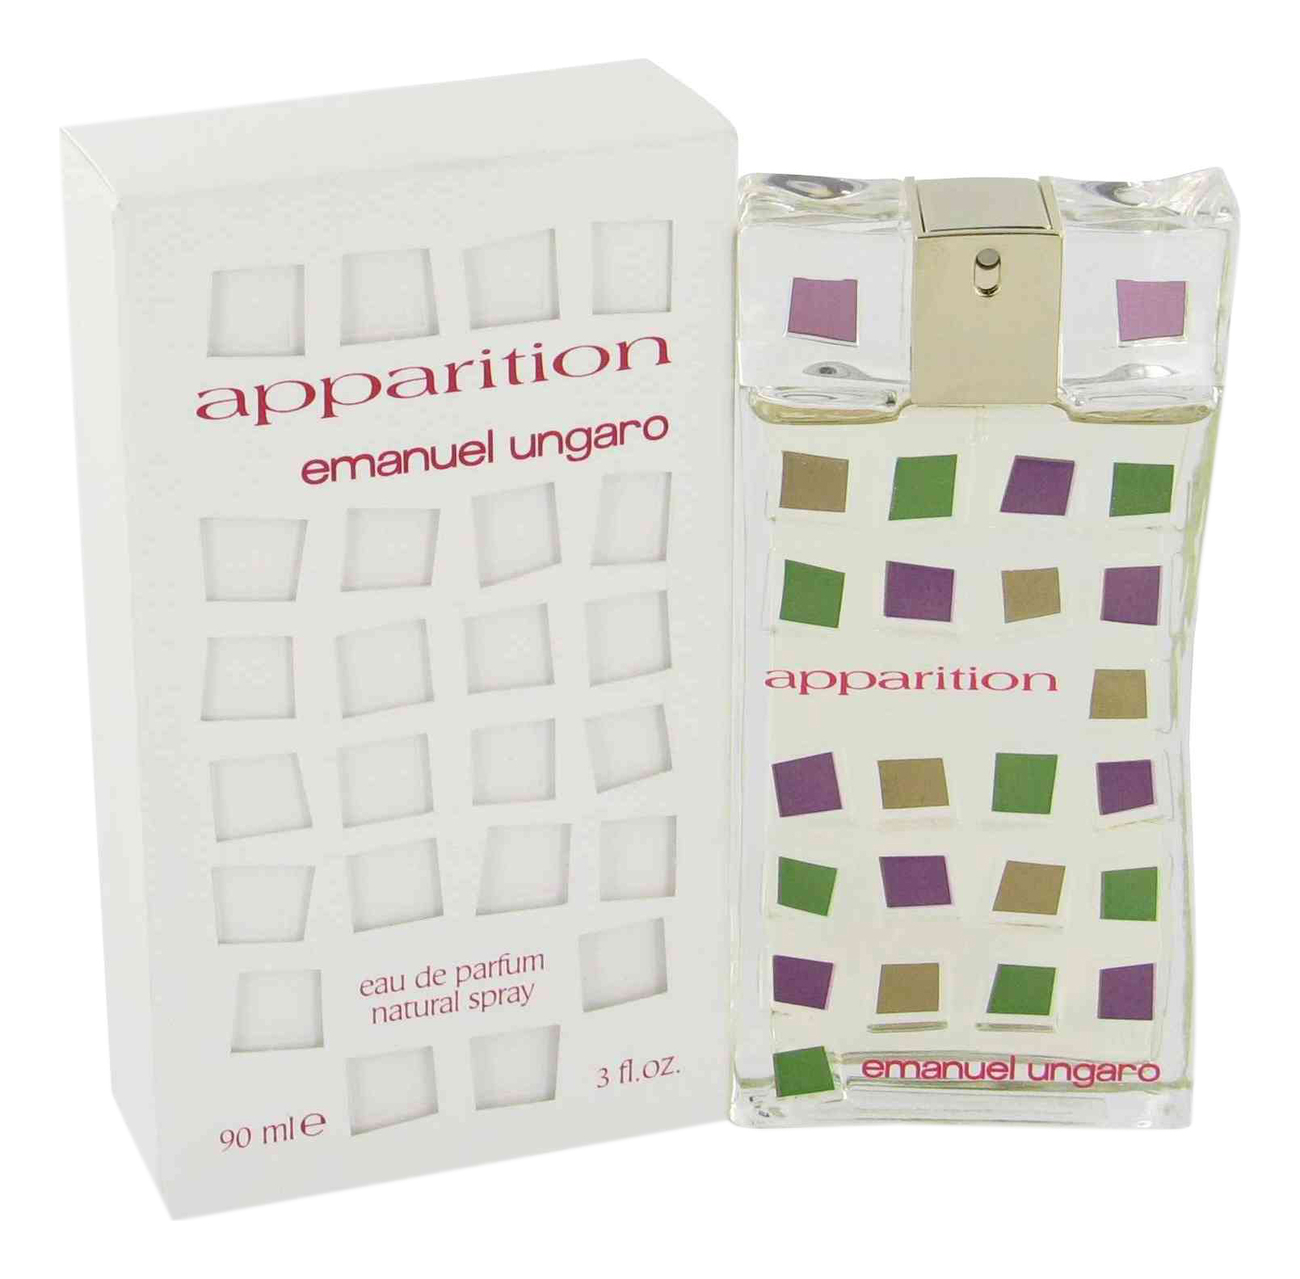 apparition
emanuel ungaro
eau de parfum
natural spray
3 fl.oz.
90 ml e
apparition
emanuel ungaro